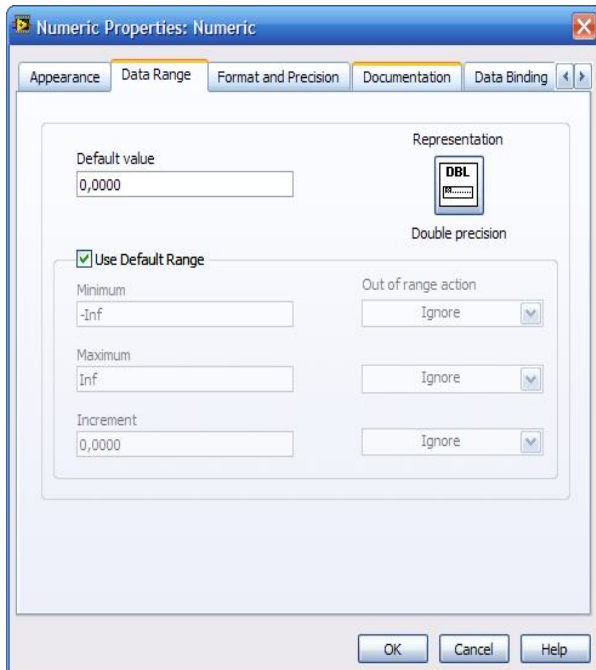 Numeric Properties: Numeric
Appearance Data Range Format and Precision Documentation Data Binding
Representation
Default value
0,0000
DBL
Double precision
Use Default Range
Minimum Out of range action
-Inf Ignore
Maximum
Inf Ignore
Increment
0,0000 Ignore
OK Cancel Help